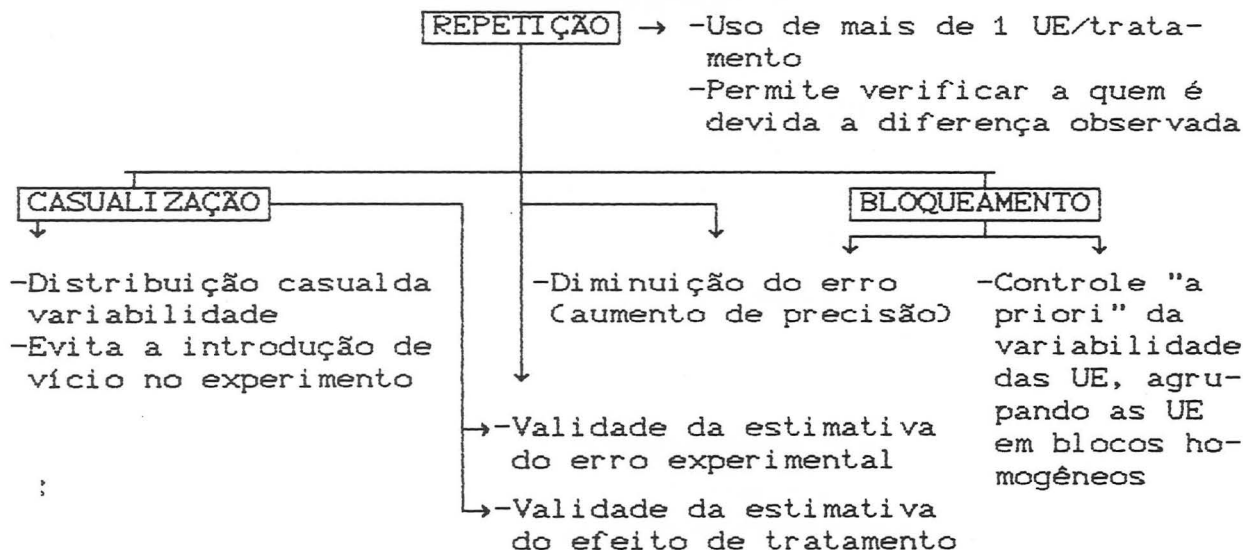 REPETIÇÃO → -Uso de mais de 1 UE/trata-
mento
-Permite verificar a quem é
devida a diferença observada
CASUALIZAÇÃO
BLOQUEAMENTO
-Distribuição casualda
variabilidade
-Evita a introdução de
vício no experimento
-Diminuição do erro
(aumento de precisão)
-Controle "a
priori" da
variabilidade
das UE, agru-
pando as UE
em blocos ho-
mogêneos
-Validade da estimativa
do erro experimental
-Validade da estimativa
do efeito de tratamento